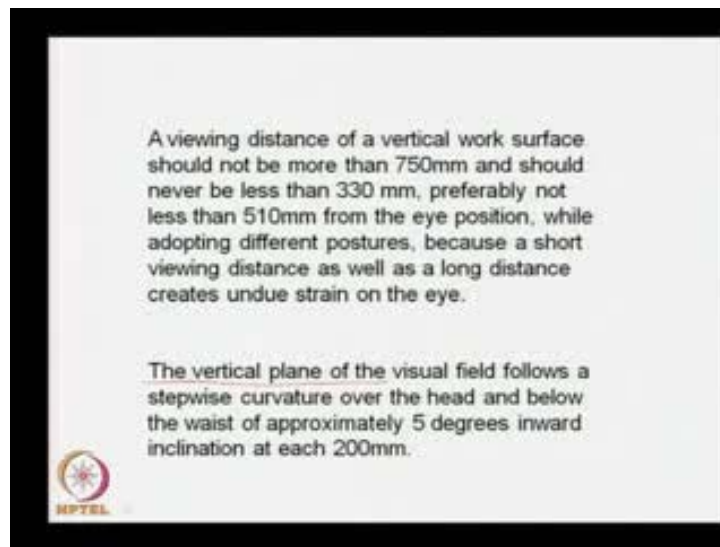 A viewing distance of a vertical work surface
should not be more than 750mm and should
never be less than 330 mm, preferably not
less than 510mm from the eye position, while
adopting different postures, because a short
viewing distance as well as a long distance
creates undue strain on the eye.
The vertical plane of the visual field follows a
stepwise curvature over the head and below
the waist of approximately 5 degrees inward
inclination at each 200mm.
NPTEL